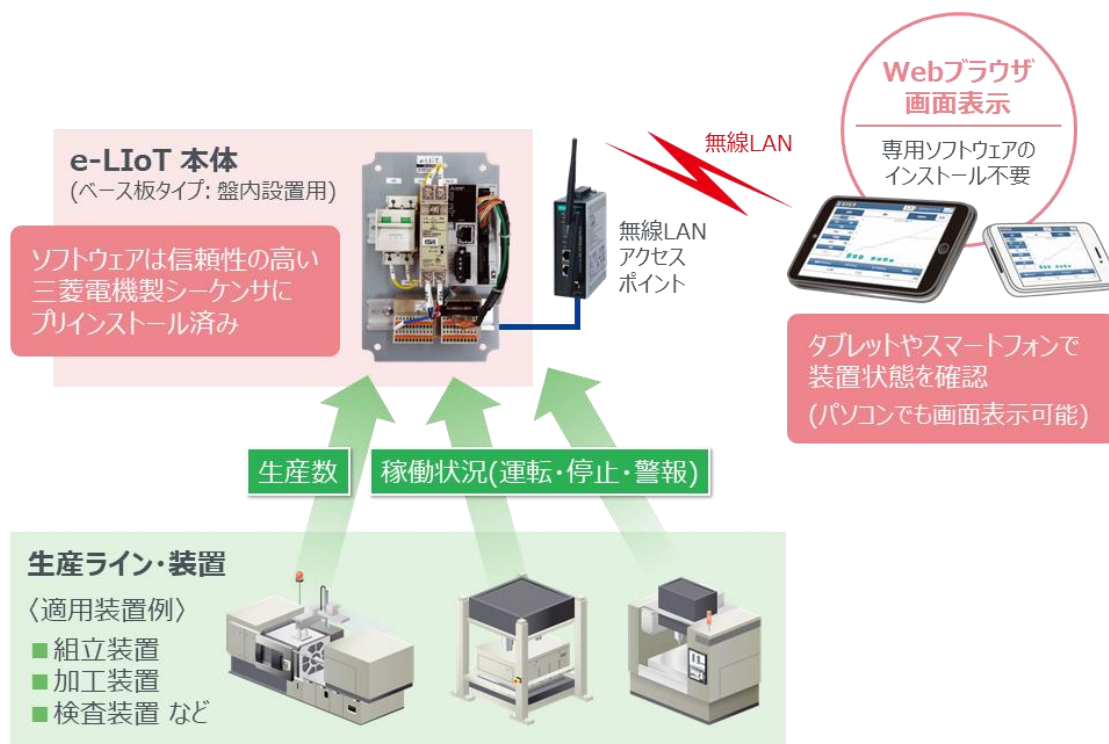 e-LIoT 本体
(ベース板タイプ: 盤内設置用)
ソフトウェアは信頼性の高い
三菱電機製シーケンサに
プリインストール済み
無線LAN
アクセス
ポイント
無線LAN
Webブラウザ
画面表示
専用ソフトウェアの
インストール不要
タブレットやスマートフォンで
装置状態を確認
(パソコンでも画面表示可能)
生産数
稼働状況(運転・停止・警報)
生産ライン・装置
〈適用装置例〉
■組立装置
■加工装置
■検査装置 など